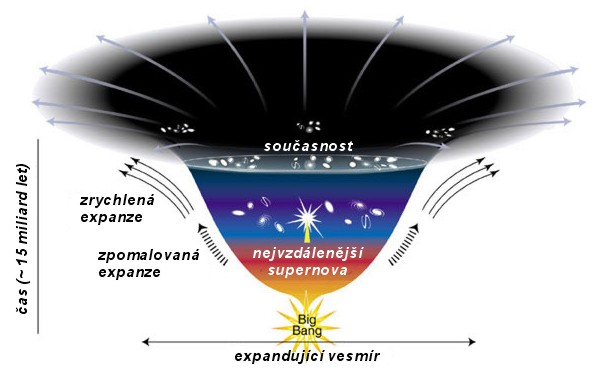 současnost
čas (~ 15 miliard let)
zrychlená
expanze
zpomalovaná
expanze
nejvzdálenější
supernova
Big
Bang
expandující vesmír